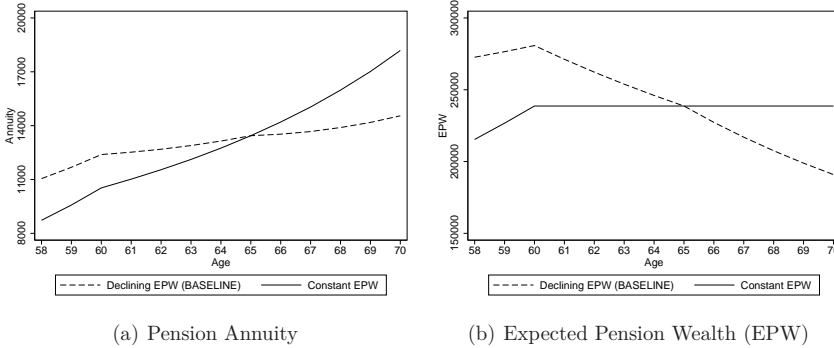 20000
17000
14000
11000
8000
Annuity
58 59 60 61 62 63 64 65 66 67 68 69 70
Age
Declining EPW (BASELINE) Constant EPW
(a) Pension Annuity
300000
250000
200000
150000
EPW
58 59 60 61 62 63 64 65 66 67 68 69 70
Age
Declining EPW (BASELINE) Constant EPW
(b) Expected Pension Wealth (EPW)